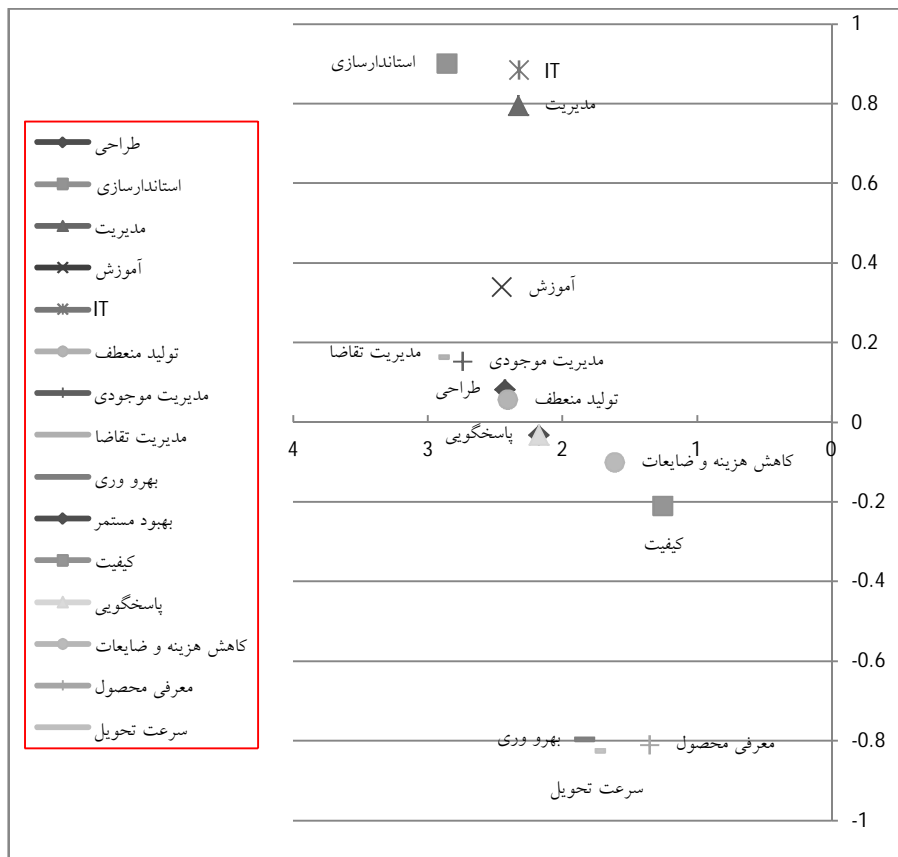 طراحی
استاندارسازی
مدیریت
آموزش
IT
تولید منعطف
مدیریت موجودی
مدیریت تقاضا
بهرو وری
بهبود مستمر
کیفیت
پاسخگویی
کاهش هزینه و ضایعات
معرفی محصول
سرعت تحویل
1
0.8
0.6
0.4
0.2
0
-0.2
-0.4
-0.6
-0.8
-1
4
3
2
1
0
استاندارسازی
IT
مدیریت
آموزش
مدیریت تقاضا
مدیریت موجودی
طراحی
تولید منعطف
پاسخگویی
کاهش هزینه و ضایعات
کیفیت
بهرو وری
معرفی محصول
سرعت تحویل